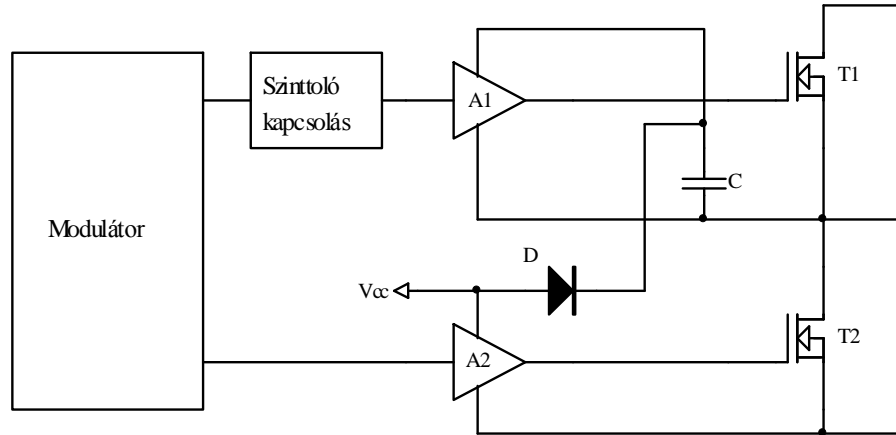 Szinttoló
kapcsolás
A1
T1
C
Modulátor
D
Vcc
A2
T2